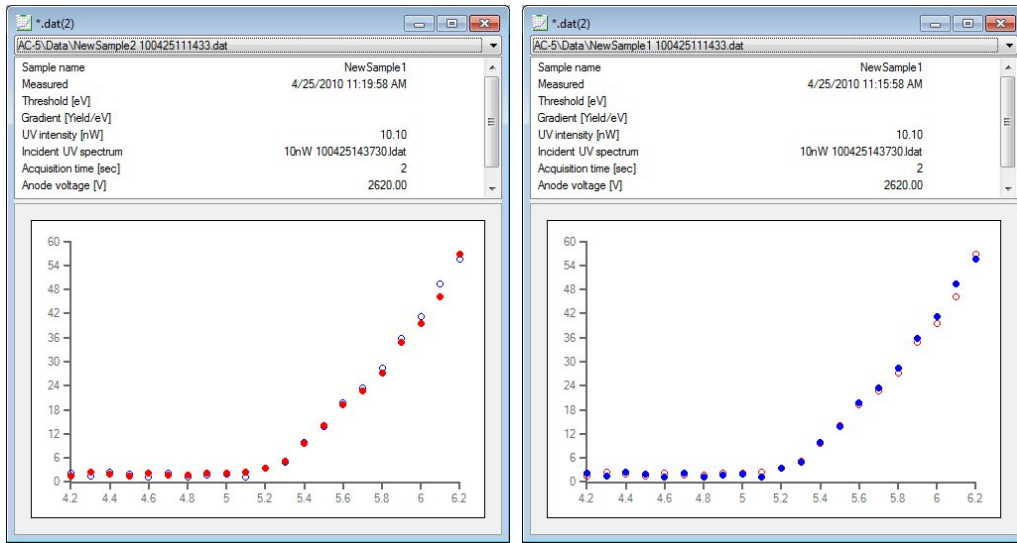 *.dat(2)
AC-5\Data\NewSample2 100425111433.dat
Sample name NewSample1
Measured 4/25/2010 11:19:58 AM
Threshold [eV]
Gradient [Yield/eV]
UV intensity [nW] 10.10
Incident UV spectrum 10nW 100425143730.ldat
Acquisition time [sec] 2
Anode voltage [V] 2620.00
60
54
48
42
36
30
24
18
12
6
0
4.2 4.4 4.6 4.8 5 5.2 5.4 5.6 5.8 6 6.2
*.dat(2)
AC-5\Data\NewSample1 100425111433.dat
Sample name NewSample1
Measured 4/25/2010 11:15:58 AM
Threshold [eV]
Gradient [Yield/eV]
UV intensity [nW] 10.10
Incident UV spectrum 10nW 100425143730.ldat
Acquisition time [sec] 2
Anode voltage [V] 2620.00
60
54
48
42
36
30
24
18
12
6
0
4.2 4.4 4.6 4.8 5 5.2 5.4 5.6 5.8 6 6.2